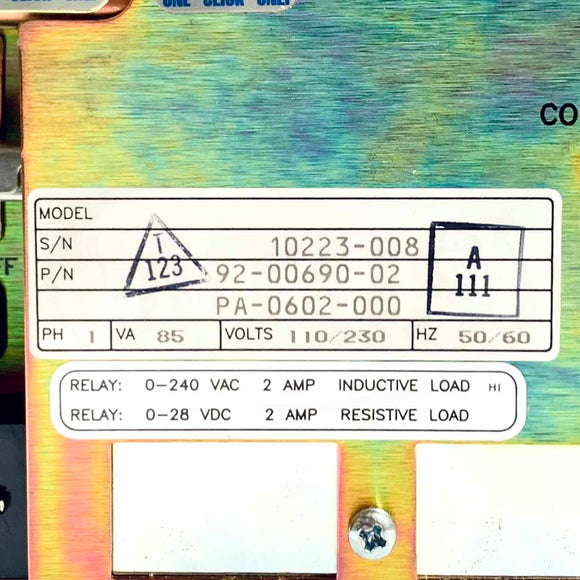 ONE CLICK ONLY
CO
MODEL
S/N 10223-008
P/N 92-00690-02
PA-0602-000
T
123
A
111
FF
PH 1 VA 85 VOLTS 110/230 HZ 50/60
RELAY: 0-240 VAC 2 AMP INDUCTIVE LOAD HI
RELAY: 0-28 VDC 2 AMP RESISTIVE LOAD